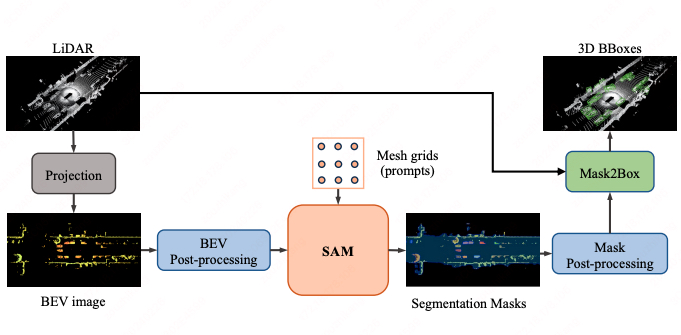 LiDAR
3D BBoxes
Mesh grids
(prompts)
Projection
Mask2Box
SAM
BEV
Post-processing
Mask
Post-processing
BEV image
Segmentation Masks